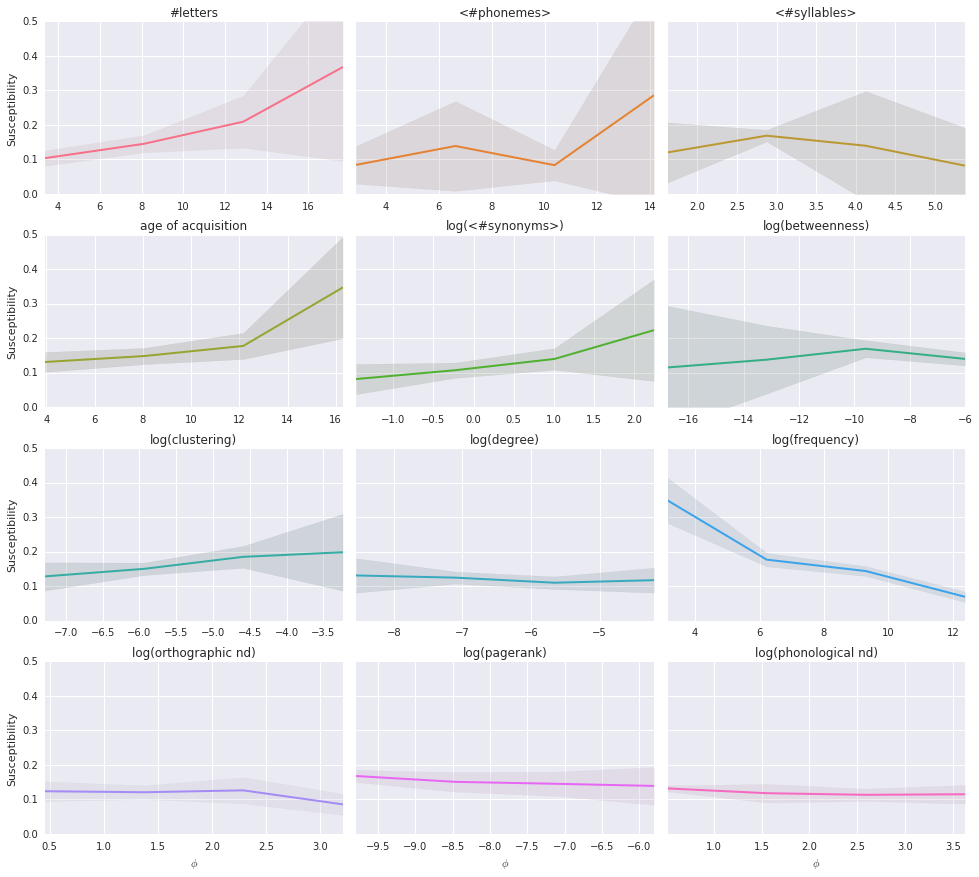 #letters <#phonemes> <#syllables>
0.5
0.4
0.3
0.2
0.1
0.0
Susceptibility
4 6 8 10 12 14 16 4 6 8 10 12 14 2.0 2.5 3.0 3.5 4.0 4.5 5.0
age of acquisition log(<#synonyms>) log(betweenness)
0.5
0.4
0.3
0.2
0.1
0.0
Susceptibility
4 6 8 10 12 14 16 −1.0 −0.5 0.0 0.5 1.0 1.5 2.0 −16 −14 −12 −10 −8 −6
log(clustering) log(degree) log(frequency)
0.5
0.4
0.3
0.2
0.1
0.0
Susceptibility
−7.0 −6.5 −6.0 −5.5 −5.0 −4.5 −4.0 −3.5 −8 −7 −6 −5 4 6 8 10 12
log(orthographic nd) log(pagerank) log(phonological nd)
0.5
0.4
0.3
0.2
0.1
0.0
Susceptibility
0.5 1.0 1.5 2.0 2.5 3.0 −9.5 −9.0 −8.5 −8.0 −7.5 −7.0 −6.5 −6.0 1.0 1.5 2.0 2.5 3.0 3.5
ϕ ϕ ϕ